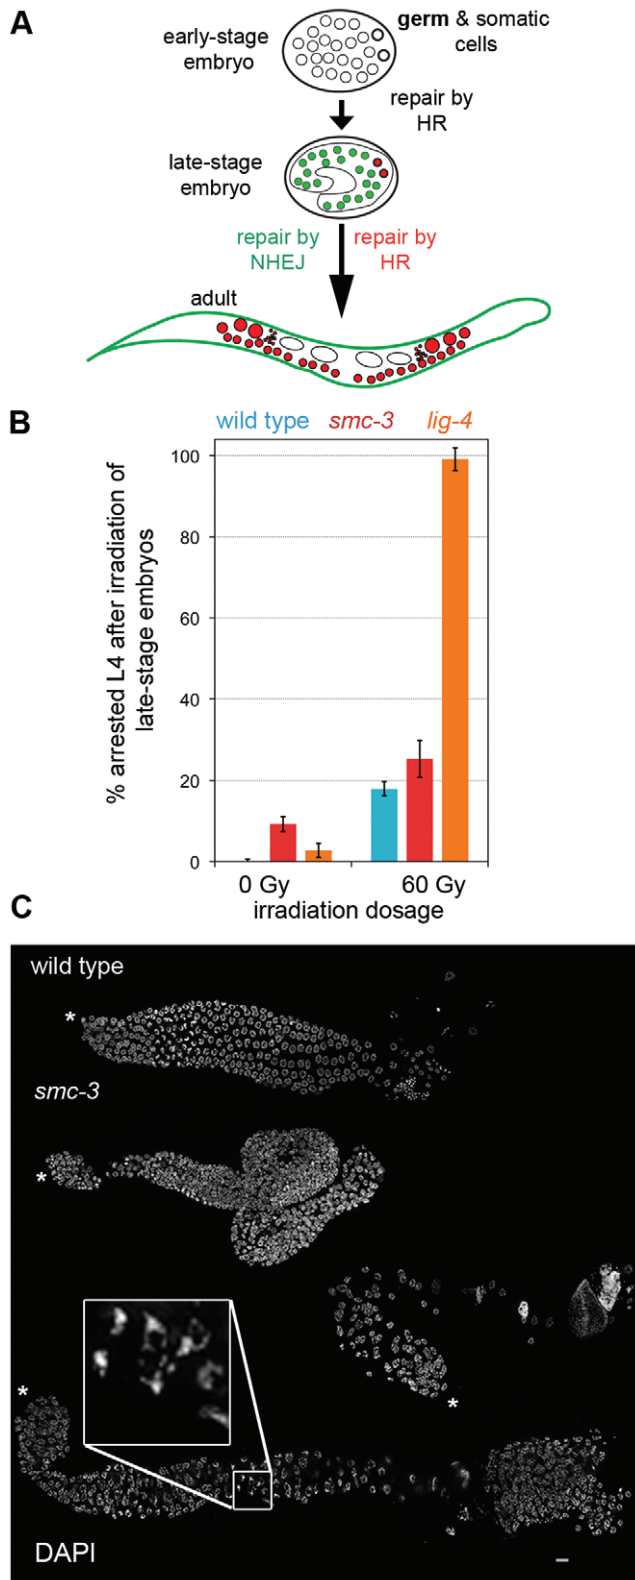 A
early-stage
embryo
germ & somatic
cells
repair by
HR
late-stage
embryo
repair by
NHEJ
repair by
HR
adult
B
wild type smc-3 lig-4
% arrested L4 after irradiation of
late-stage embryos
100
80
60
40
20
0
0 Gy
60 Gy
irradiation dosage
C
wild type
*
smc-3
*
*
*
DAPI